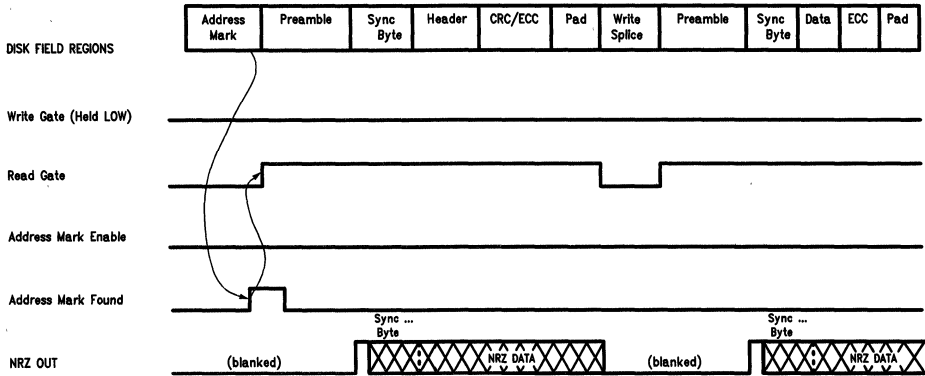 Address Mark
Preamble
Sync Byte
Header
CRC/ECC
Pad
Write Splice
Preamble
Sync Byte
Data
ECC
Pad
DISK FIELD REGIONS
Write Gate (Held LOW)
Read Gate
Address Mark Enable
Address Mark Found
Sync ...
Byte
Sync ...
Byte
NRZ OUT
(blanked)
NRZ DATA
(blanked)
NRZ DATA